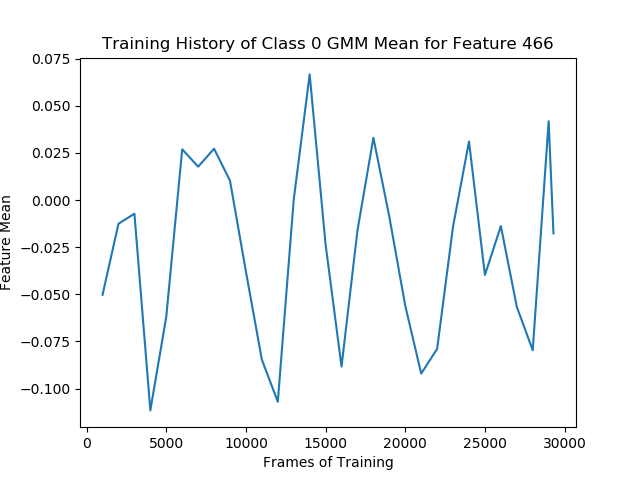 Training History of Class 0 GMM Mean for Feature 466
0.075
0.050
0.025
0.000
−0.025
−0.050
−0.075
−0.100
Feature Mean
0 5000 10000 15000 20000 25000 30000
Frames of Training